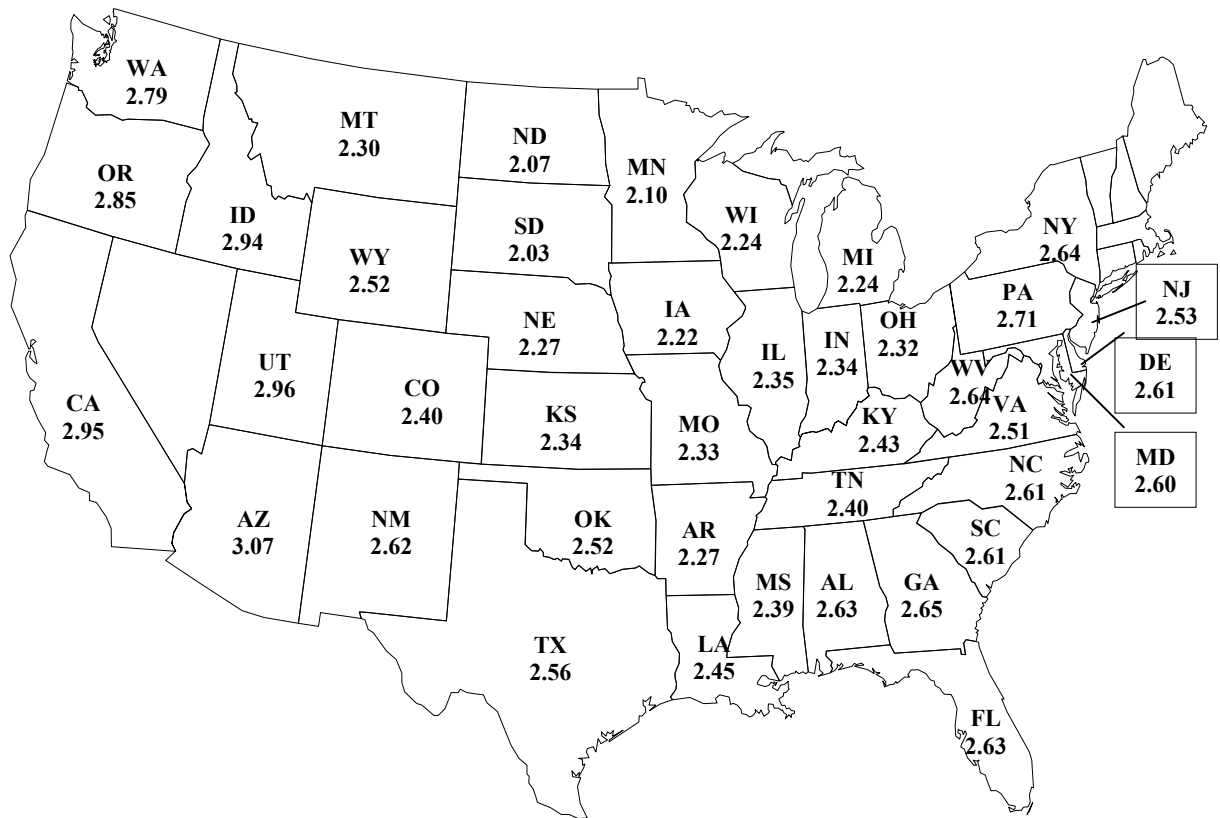 WA
2.79
MT
2.30
ND
2.07
MN
2.10
OR
2.85
ID
2.94
SD
2.03
WI
2.24
NY
2.64
WY
2.52
MI
2.24
NJ
2.53
PA
2.71
IA
2.22
NE
2.27
OH
2.32
IN
2.34
IL
2.35
UT
2.96
DE
2.61
WV
2.64
CO
2.40
CA
2.95
KS
2.34
MO
2.33
KY
2.43
VA
2.51
MD
2.60
NC
2.61
TN
2.40
AZ
3.07
NM
2.62
OK
2.52
AR
2.27
SC
2.61
MS
2.39
AL
2.63
GA
2.65
TX
2.56
LA
2.45
FL
2.63